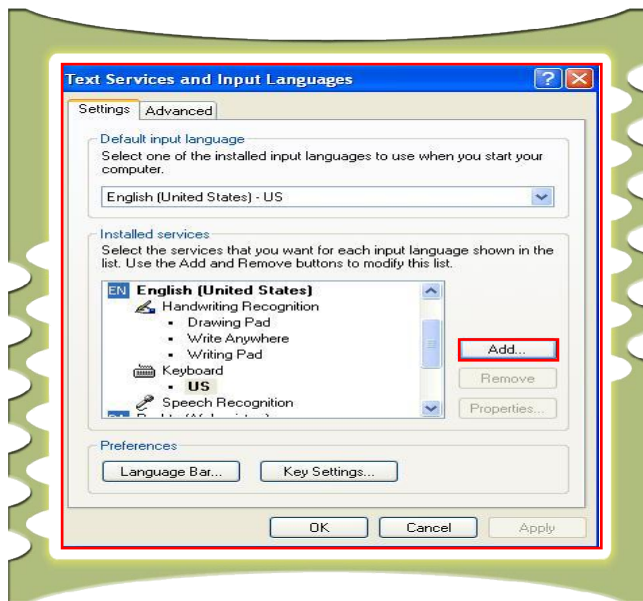 Text Services and Input Languages
Settings
Advanced
Default input language
Select one of the installed input languages to use when you start your
computer.
English (United States) - US
Installed services
Select the services that you want for each input language shown in the
list. Use the Add and Remove buttons to modify this list.
EN English (United States)
Handwriting Recognition
• Drawing Pad
• Write Anywhere
• Writing Pad
Keyboard
• US
Speech Recognition
Add...
Remove
Properties...
Preferences
Language Bar...
Key Settings...
OK
Cancel
Apply